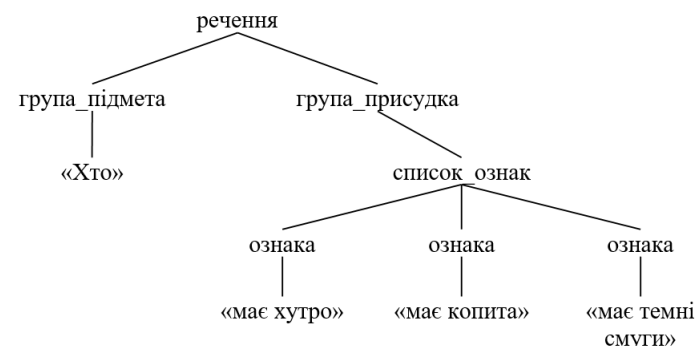 речення
група_підмета група_присудка
«Хто» список_ознак
ознака ознака ознака
«має хутро» «має копита» «має темні
смуги»